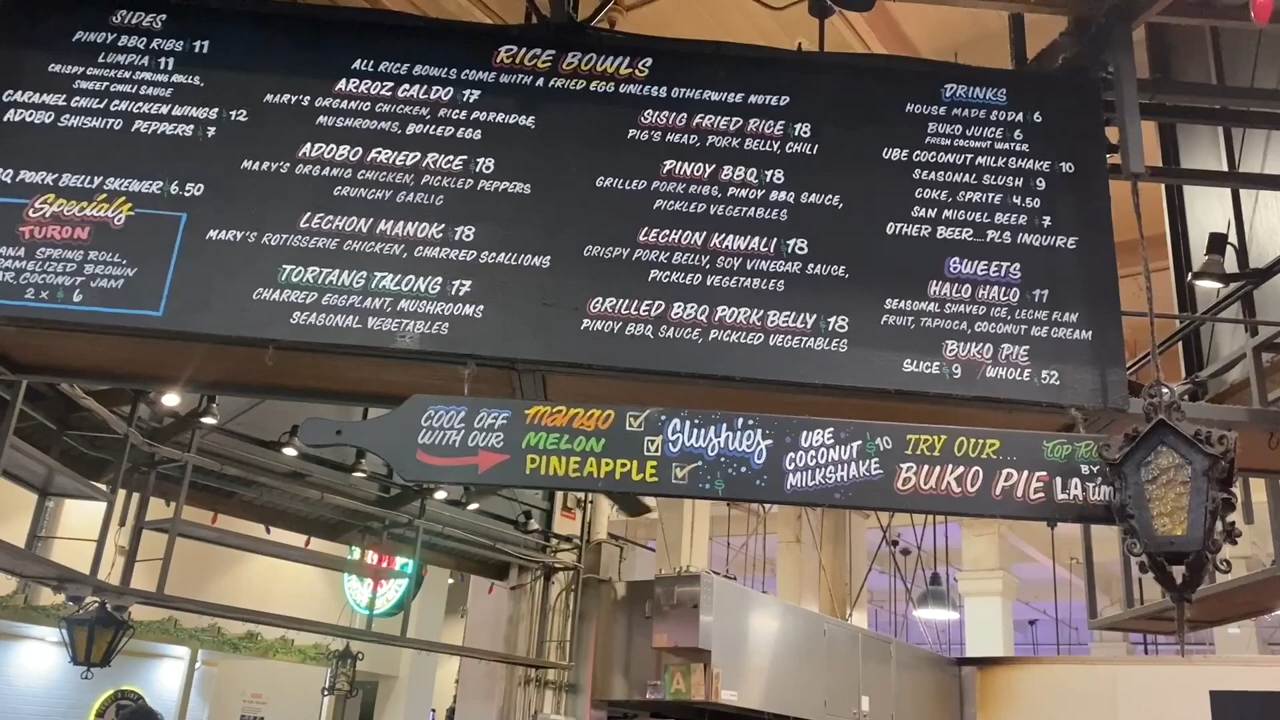 SIDES
PINOY BBQ RIBS $11
LUMPIA $11
CRISPY CHICKEN SPRING ROLLS,
SWEET CHILI SAUCE
CARAMEL CHILI CHICKEN WINGS $12
ADOBO SHISHITO PEPPERS $7
PORK BELLY SKEWER $6.50
Specials
TURON
SPRING ROLL,
BROWN
COCONUT JAM
2 x $6
RICE BOWLS
ALL RICE BOWLS COME WITH A FRIED EGG UNLESS OTHERWISE NOTED
ARROZ CALDO $17
MARY'S ORGANIC CHICKEN, RICE PORRIDGE,
MUSHROOMS, BOILED EGG
ADOBO FRIED RICE $18
MARY'S ORGANIC CHICKEN, PICKLED PEPPERS
CRUNCHY GARLIC
LECHON MANOK $18
MARY'S ROTISSERIE CHICKEN, CHARRED SCALLIONS
TORTANG TALONG $17
CHARRED EGGPLANT, MUSHROOMS
SEASONAL VEGETABLES
SISIG FRIED RICE $18
PIG'S HEAD, PORK BELLY, CHILI
PINOY BBQ $18
GRILLED PORK RIBS, PINOY BBQ SAUCE,
PICKLED VEGETABLES
LECHON KAWALI $18
CRISPY PORK BELLY, SOY VINEGAR SAUCE,
PICKLED VEGETABLES
GRILLED BBQ PORK BELLY $18
PINOY BBQ SAUCE, PICKLED VEGETABLES
DRINKS
HOUSE MADE SODA $6
BUKO JUICE $6
FRESH COCONUT WATER
UBE COCONUT MILKSHAKE $10
SEASONAL SLUSH $9
COKE, SPRITE $4.50
SAN MIGUEL BEER $7
OTHER BEER....PLS INQUIRE
SWEETS
HALO HALO $11
SEASONAL SHAVED ICE, LECHE FLAN
FRUIT, TAPIOCA, COCONUT ICE CREAM
BUKO PIE
SLICE $9 / WHOLE $52
COOL OFF
WITH OUR
mango
MELON
PINEAPPLE
Slushies
$
UBE
COCONUT $10
MILKSHAKE
TRY OUR...
BUKO PIE
TOP
BY
L.A.
A